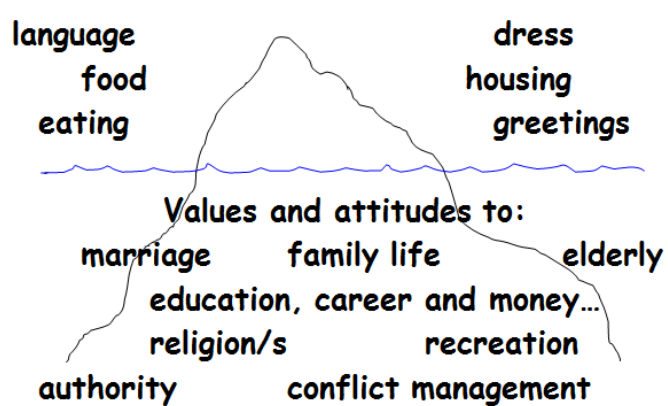 language dress
food housing
eating greetings
Values and attitudes to:
marriage family life elderly
education, career and money...
religion/s recreation
authority conflict management